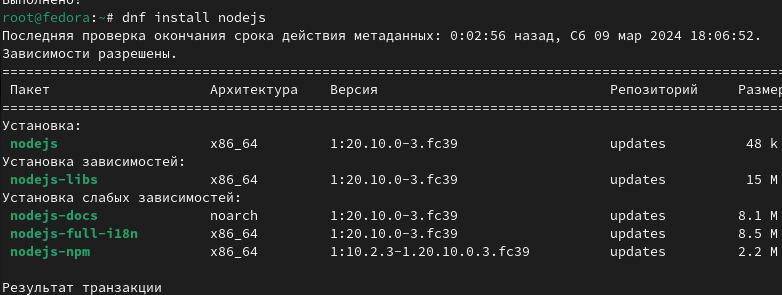 Выполнено!
root@fedora:~# dnf install nodejs
Последняя проверка окончания срока действия метаданных: 0:02:56 назад, Сб 09 мар 2024 18:06:52.
Зависимости разрешены.
Пакет Архитектура Версия Репозиторий Размер
Установка:
nodejs x86_64 1:20.10.0-3.fc39 updates 48 k
Установка зависимостей:
nodejs-libs x86_64 1:20.10.0-3.fc39 updates 15 M
Установка слабых зависимостей:
nodejs-docs noarch 1:20.10.0-3.fc39 updates 8.1 M
nodejs-full-i18n x86_64 1:20.10.0-3.fc39 updates 8.5 M
nodejs-npm x86_64 1:10.2.3-1.20.10.0.3.fc39 updates 2.2 M
Результат транзакции